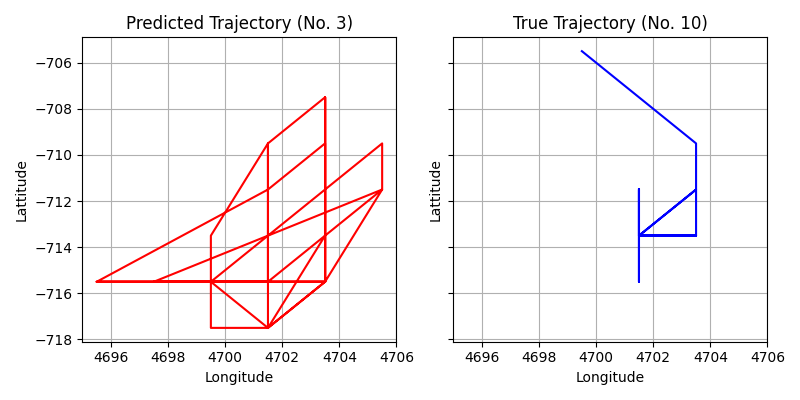 Predicted Trajectory (No. 3)
True Trajectory (No. 10)
−706
−708
−710
−712
−714
−716
−718
Lattitude
Lattitude
4696 4698 4700 4702 4704 4706
4696 4698 4700 4702 4704 4706
Longitude
Longitude